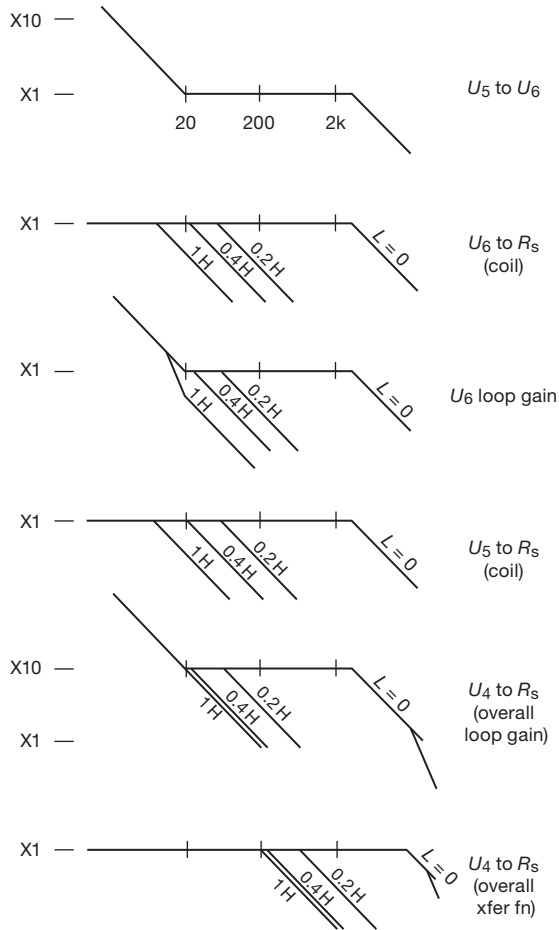 X10
X1
20 200 2k
U5 to U6
X1
1H 0.4H 0.2H L = 0
U6 to Rs
(coil)
X1
1H 0.4H 0.2H L = 0
U6 loop gain
X1
1H 0.4H 0.2H L = 0
U5 to Rs
(coil)
X10
X1
1H 0.4H 0.2H L = 0
U4 to Rs
(overall
loop gain)
X1
1H 0.4H 0.2H L = 0
U4 to Rs
(overall
xfer fn)